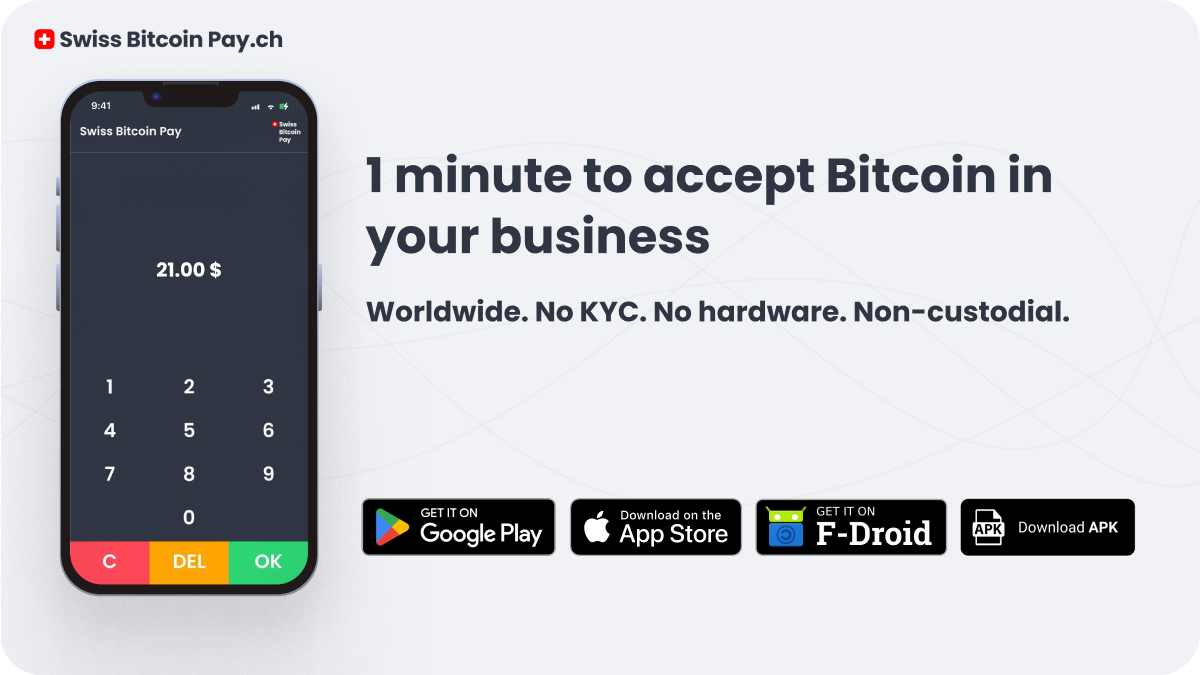 Swiss Bitcoin Pay.ch
9:41
Swiss Bitcoin Pay
Swiss
Bitcoin
Pay
21.00 $
1 2 3
4 5 6
7 8 9
0
C DEL OK
1 minute to accept Bitcoin in
your business
Worldwide. No KYC. No hardware. Non-custodial.
GET IT ON
Google Play
Download on the
App Store
GET IT ON
F-Droid
APK
Download APK